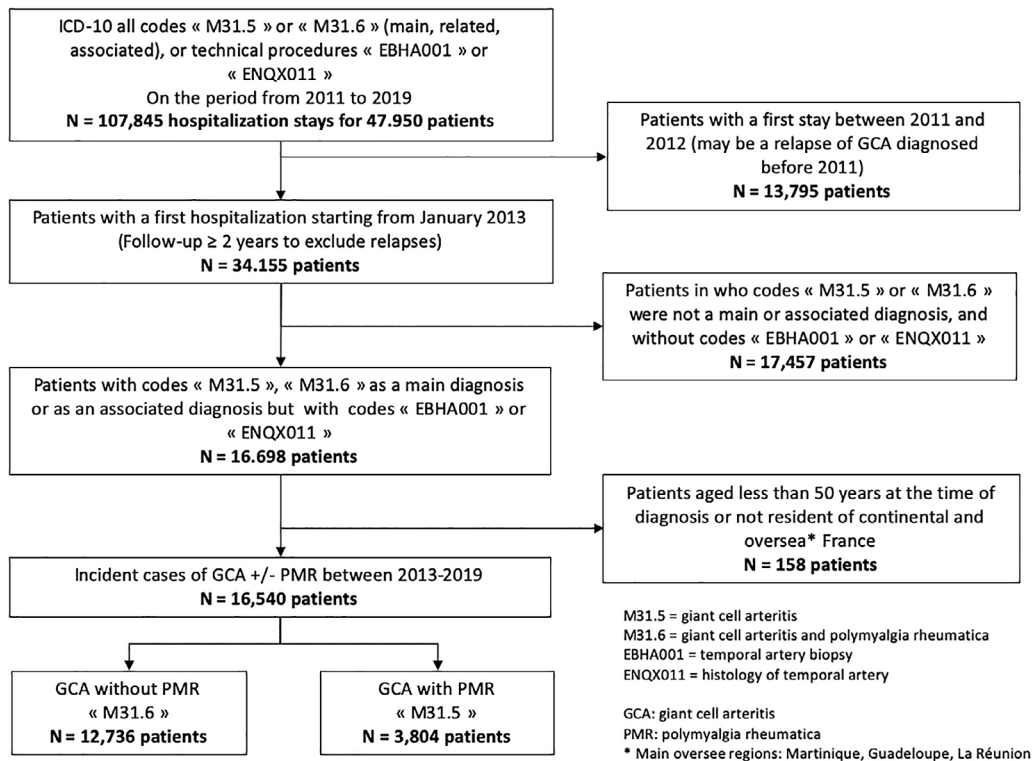 ICD-10 all codes « M31.5 » or « M31.6 » (main, related,
associated), or technical procedures « EBHA001 » or
« ENQX011 »
On the period from 2011 to 2019
N = 107,845 hospitalization stays for 47.950 patients
Patients with a first stay between 2011 and
2012 (may be a relapse of GCA diagnosed
before 2011)
N = 13,795 patients
Patients with a first hospitalization starting from January 2013
(Follow-up ≥ 2 years to exclude relapses)
N = 34.155 patients
Patients in who codes « M31.5 » or « M31.6 »
were not a main or associated diagnosis, and
without codes « EBHA001 » or « ENQX011 »
N = 17,457 patients
Patients with codes « M31.5 », « M31.6 » as a main diagnosis
or as an associated diagnosis but with codes « EBHA001 » or
« ENQX011 »
N = 16.698 patients
Patients aged less than 50 years at the time of
diagnosis or not resident of continental and
oversea* France
N = 158 patients
Incident cases of GCA +/- PMR between 2013-2019
N = 16,540 patients
GCA without PMR
« M31.6 »
N = 12,736 patients
GCA with PMR
« M31.5 »
N = 3,804 patients
M31.5 = giant cell arteritis
M31.6 = giant cell arteritis and polymyalgia rheumatica
EBHA001 = temporal artery biopsy
ENQX011 = histology of temporal artery
GCA: giant cell arteritis
PMR: polymyalgia rheumatica
* Main oversee regions: Martinique, Guadeloupe, La Réunion